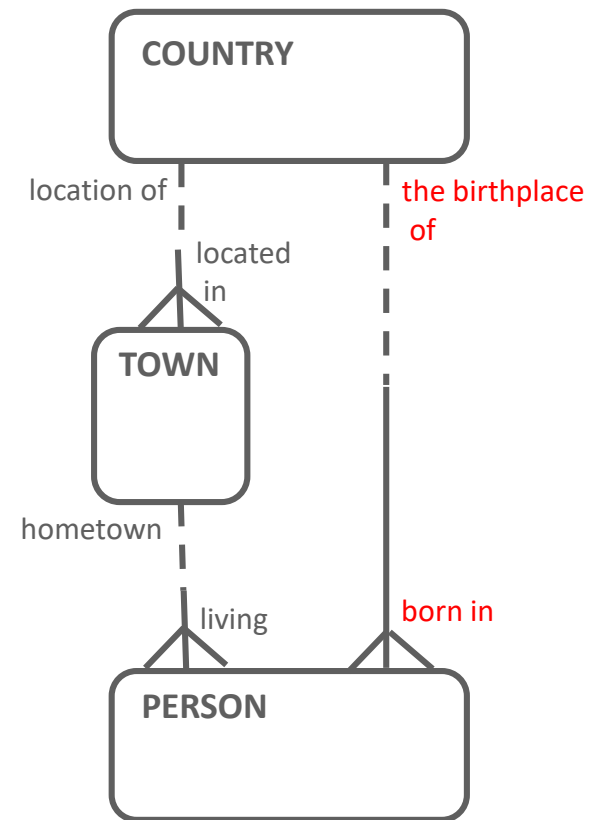 COUNTRY
location of
the birthplace
of
located
in
TOWN
hometown
living
born in
PERSON